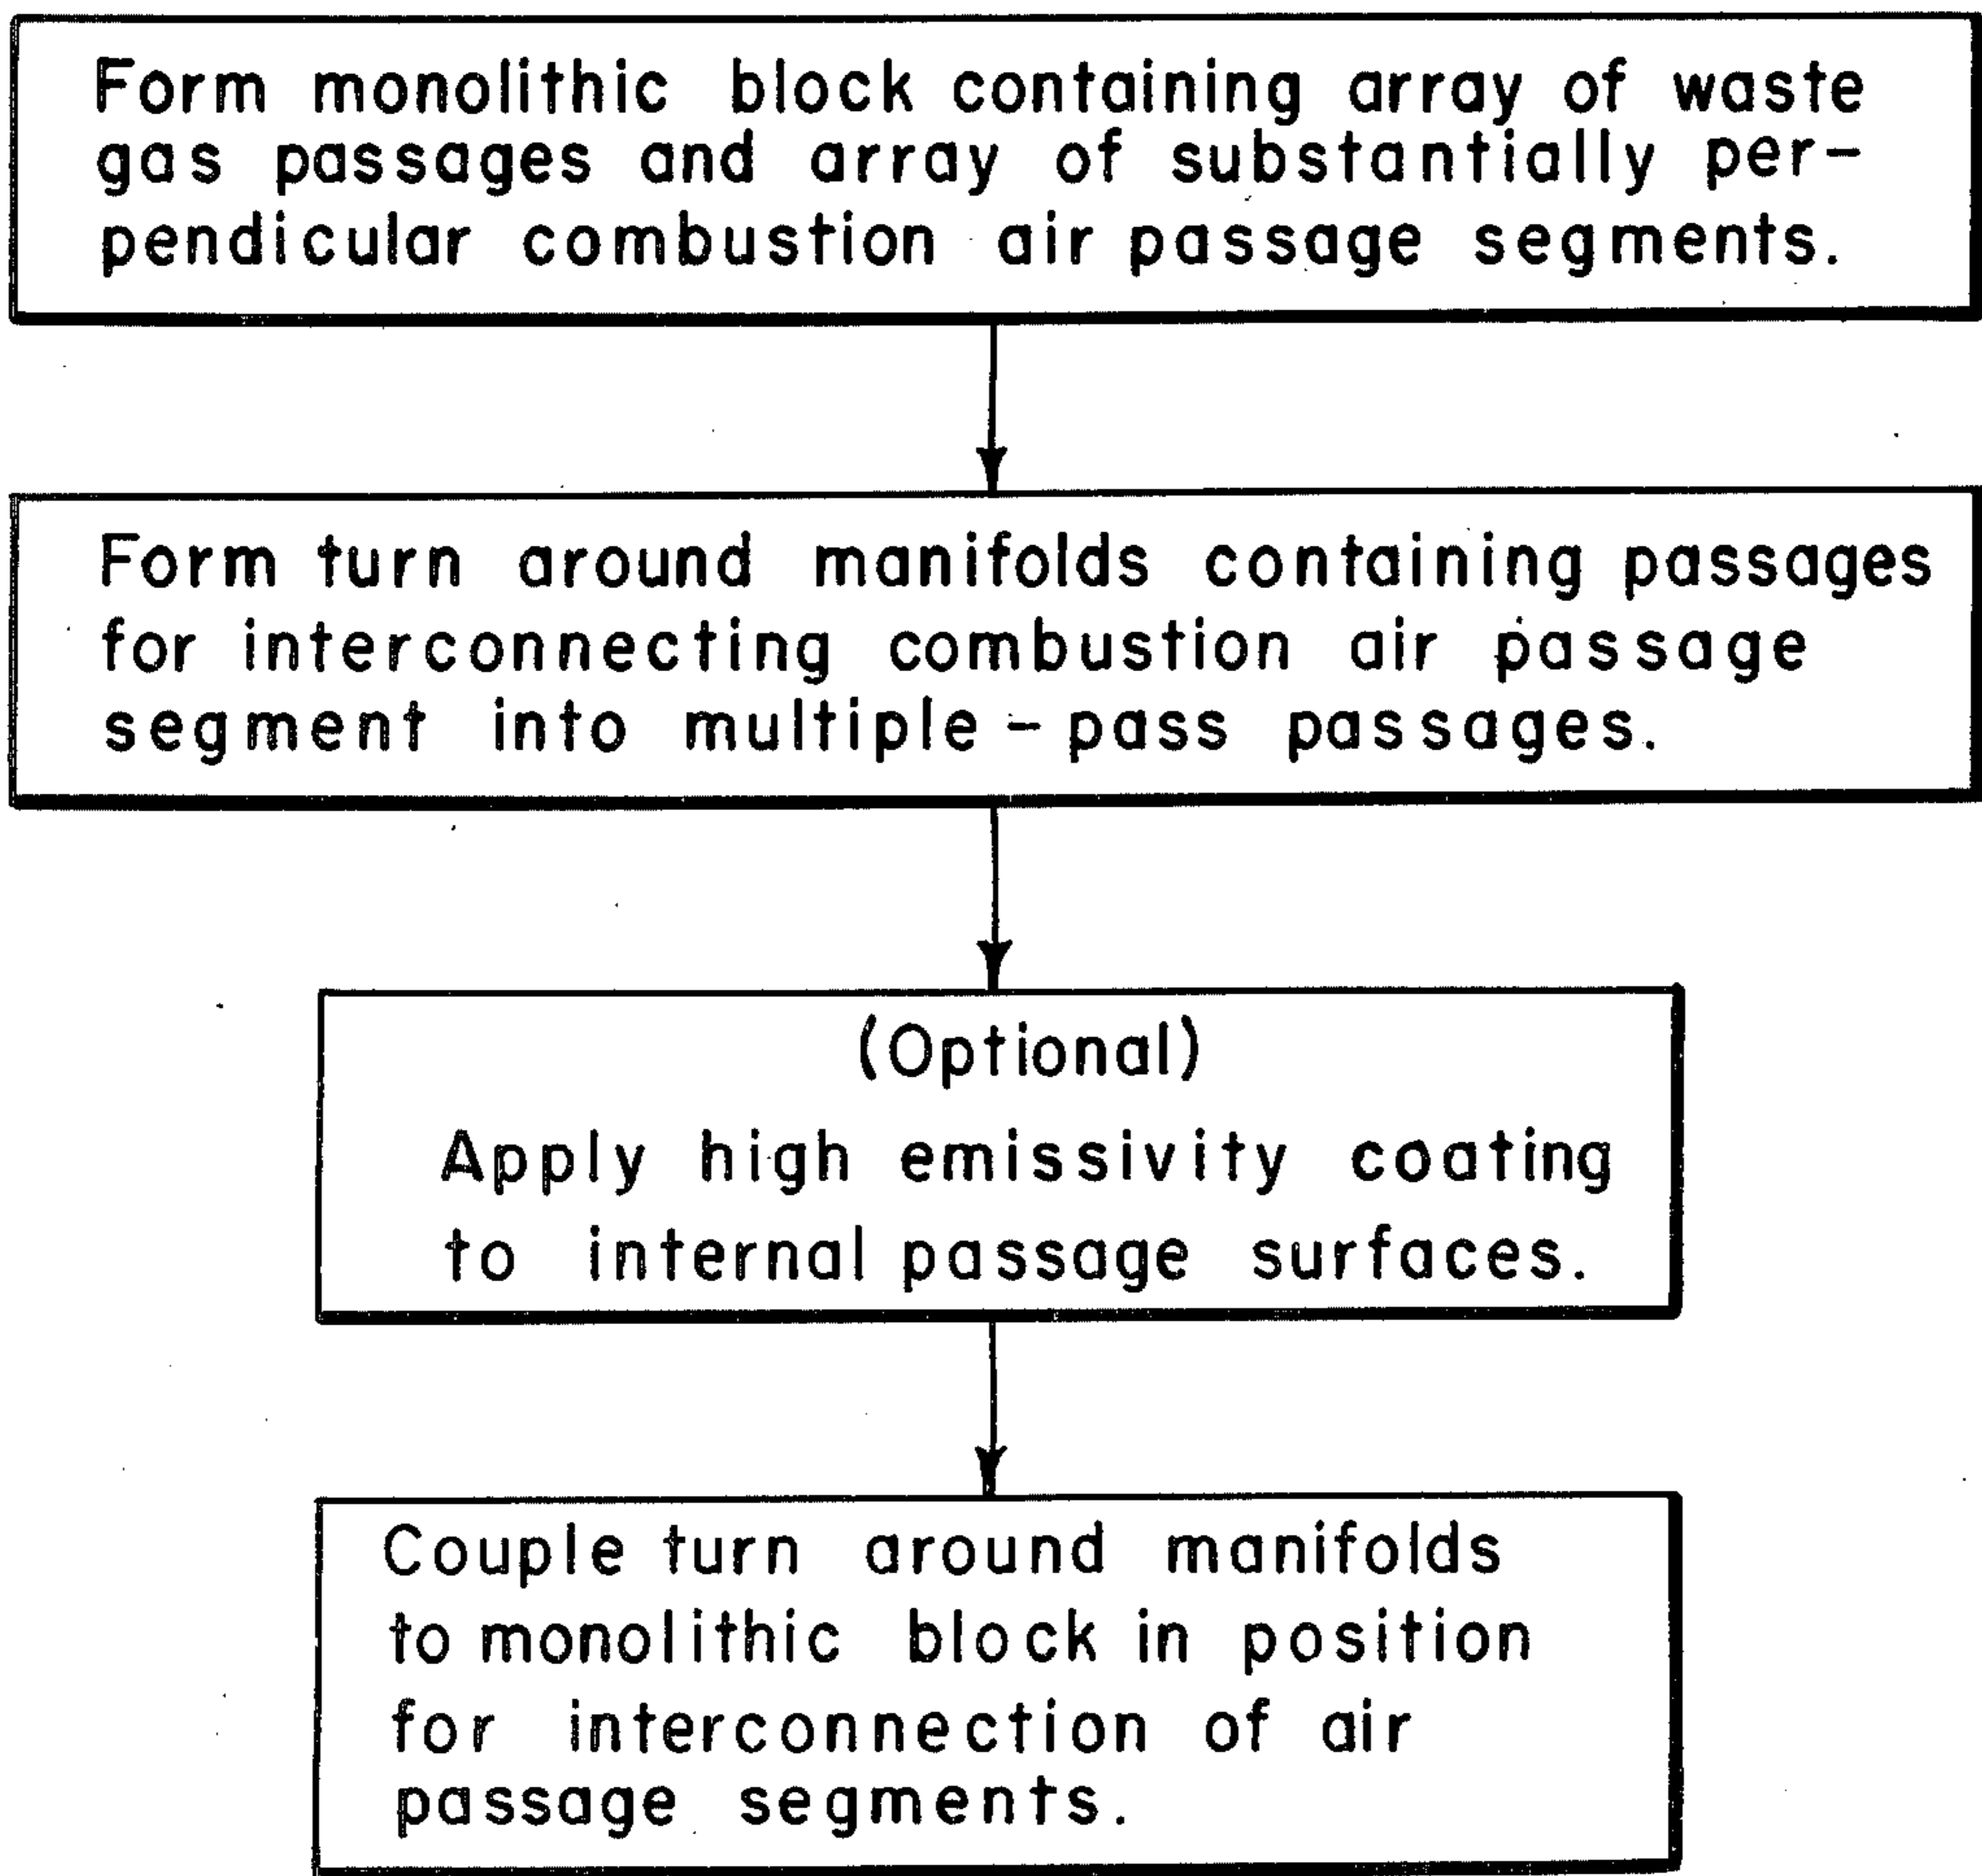 Form monolithic block containing array of waste
gas passages and array of substantially per-
pendicular combustion air passage segments.
Form turn around manifolds containing passages
for interconnecting combustion air passage
segment into multiple-pass passages.
(Optional)
Apply high emissivity coating
to internal passage surfaces.
Couple turn around manifolds
to monolithic block in position
for interconnection of air
passage segments.